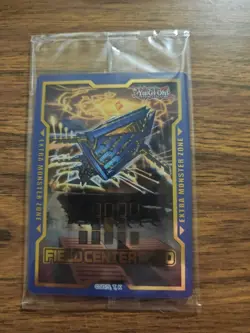 Yu-Gi-Oh!
EXTRA MONSTER ZONE
EXTRA MONSTER ZONE
FIELD CENTER CARD